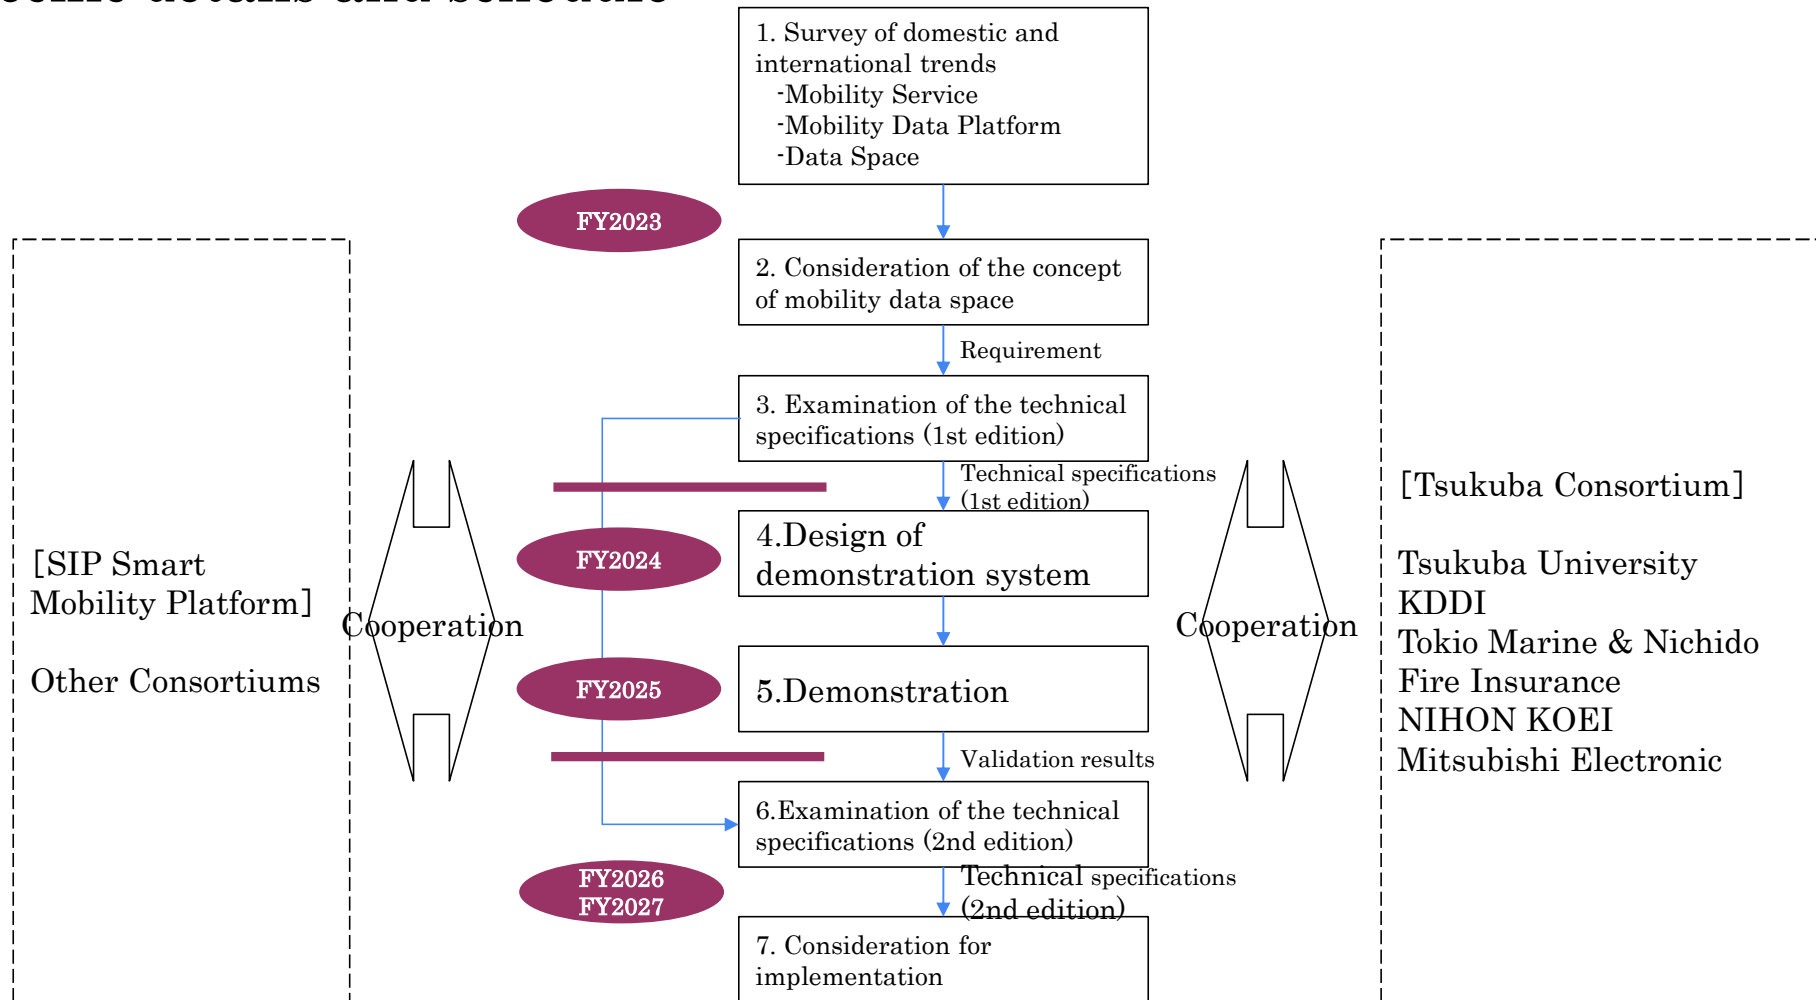 details and schedule
1. Survey of domestic and
international trends
-Mobility Service
-Mobility Data Platform
-Data Space
FY2023
2. Consideration of the concept
of mobility data space
Requirement
3. Examination of the technical
specifications (1st edition)
Technical specifications
(1st edition)
FY2024
4.Design of
demonstration system
[SIP Smart
Mobility Platform]
Other Consortiums
Cooperation
Cooperation
[Tsukuba Consortium]
Tsukuba University
KDDI
Tokio Marine & Nichido
Fire Insurance
NIHON KOEI
Mitsubishi Electronic
FY2025
5.Demonstration
Validation results
6.Examination of the technical
specifications (2nd edition)
FY2026
FY2027
Technical specifications
(2nd edition)
7. Consideration for
implementation